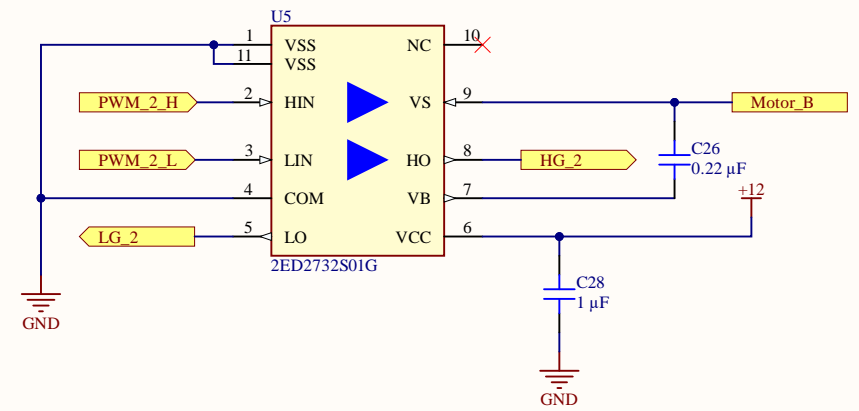 U5
1
VSS
NC
10
11
VSS
PWM_2_H
2
HIN
VS
9
Motor_B
PWM_2_L
3
LIN
HO
8
HG_2
C26
0.22 µF
4
COM
VB
7
+12
LG_2
5
LO
VCC
6
2ED2732S01G
C28
1 µF
GND
GND